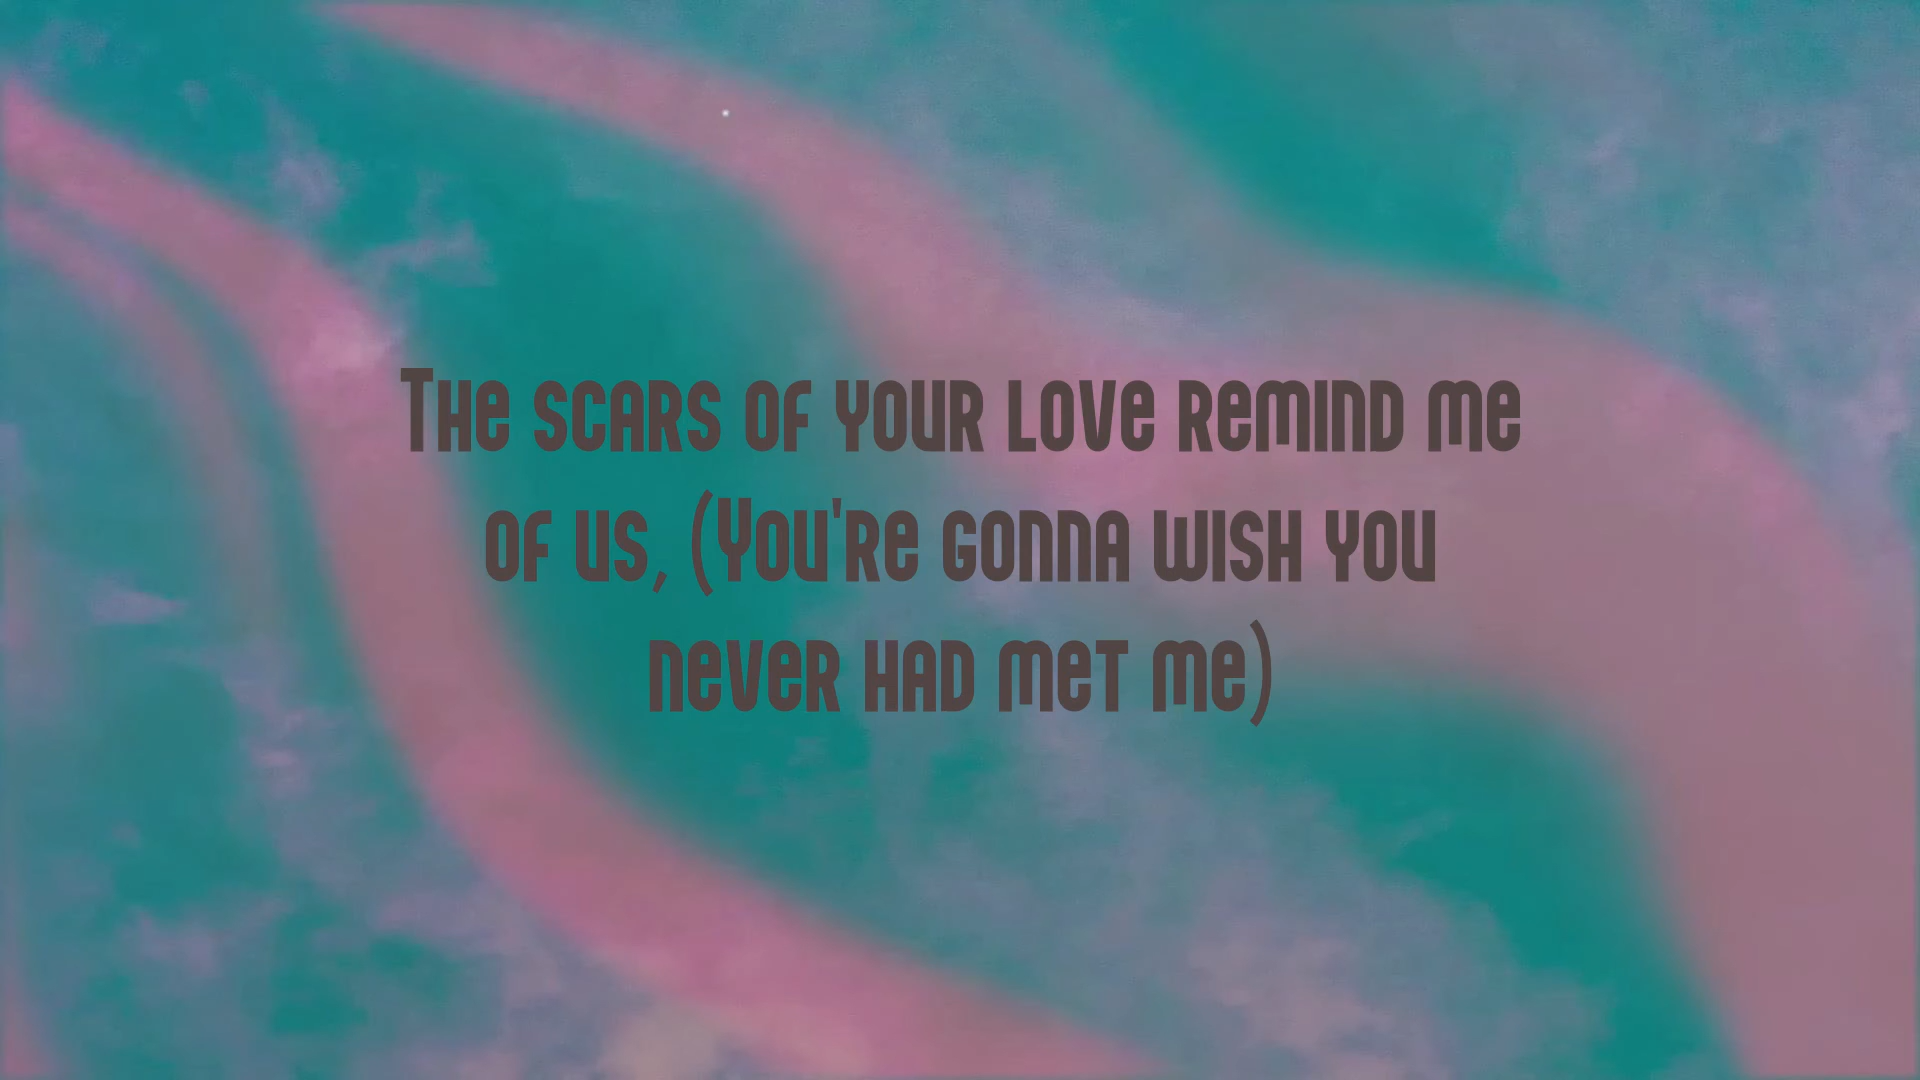 The scars of your love remind me
of us, (You're gonna wish you
never had met me)